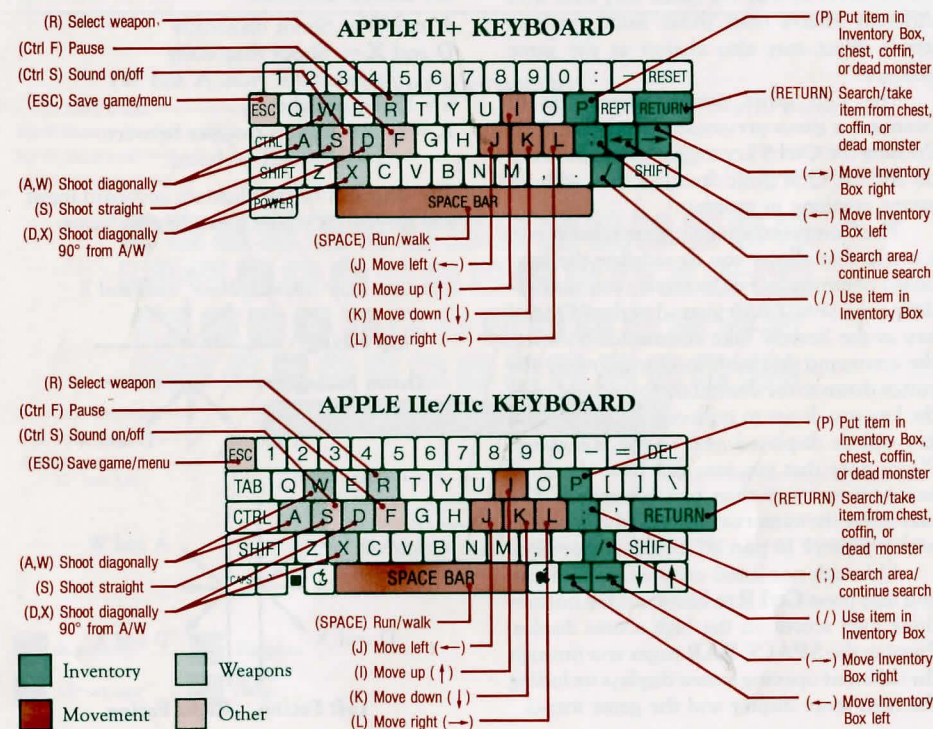 APPLE II+ KEYBOARD
(R) Select weapon
(Ctrl F) Pause
(Ctrl S) Sound on/off
(ESC) Save game/menu
(A,W) Shoot diagonally
(S) Shoot straight
(D,X) Shoot diagonally
90° from A/W
1 2 3 4 5 6 7 8 9 0 : - RESET
ESC Q W E R T Y U I O P REPT RETURN
CTRL A S D F G H J K L ; ← →
SHIFT Z X C V B N M , . / SHIFT
POWER SPACE BAR
(SPACE) Run/walk
(J) Move left (←)
(I) Move up (↑)
(K) Move down (↓)
(L) Move right (→)
(P) Put item in
Inventory Box,
chest, coffin,
or dead monster
(RETURN) Search/take
item from chest,
coffin, or
dead monster
(→) Move Inventory
Box right
(←) Move Inventory
Box left
(;) Search area/
continue search
(/) Use item in
Inventory Box
APPLE IIe/IIc KEYBOARD
(R) Select weapon
(Ctrl F) Pause
(Ctrl S) Sound on/off
(ESC) Save game/menu
(A,W) Shoot diagonally
(S) Shoot straight
(D,X) Shoot diagonally
90° from A/W
ESC 1 2 3 4 5 6 7 8 9 0 - = DEL
TAB Q W E R T Y U I O P [ ] \
CTRL A S D F G H J K L ; ' RETURN
SHIFT Z X C V B N M , . / SHIFT
CAPS ` SPACE BAR ← → ↓ ↑
(SPACE) Run/walk
(J) Move left (←)
(I) Move up (↑)
(K) Move down (↓)
(L) Move right (→)
(P) Put item in
Inventory Box,
chest, coffin,
or dead monster
(RETURN) Search/take
item from chest,
coffin, or
dead monster
(;) Search area/
continue search
(/) Use item in
Inventory Box
(→) Move Inventory
Box right
(←) Move Inventory
Box left
Inventory
Weapons
Movement
Other